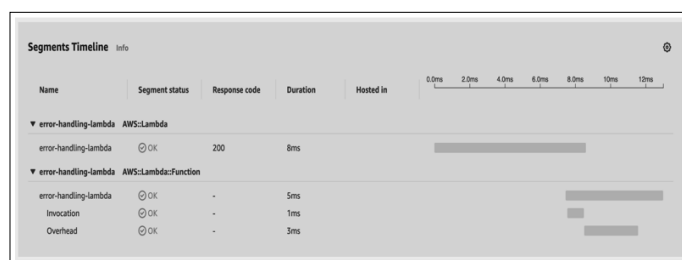 Segments Timeline Info
Name Segment status Response code Duration Hosted in 0.0ms 2.0ms 4.0ms 6.0ms 8.0ms 10ms 12ms
▼ error-handling-lambda AWS::Lambda
error-handling-lambda OK 200 8ms
▼ error-handling-lambda AWS::Lambda::Function
error-handling-lambda OK - 5ms
Invocation OK - 1ms
Overhead OK - 3ms